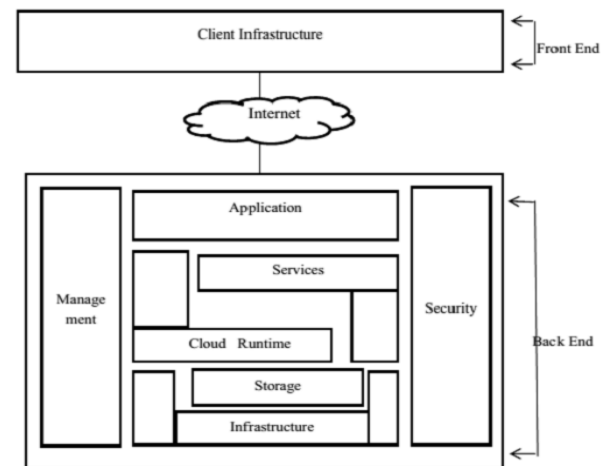 Client Infrastructure
Front End
Internet
Application
Services
Manage
ment
Security
Cloud Runtime
Back End
Storage
Infrastructure